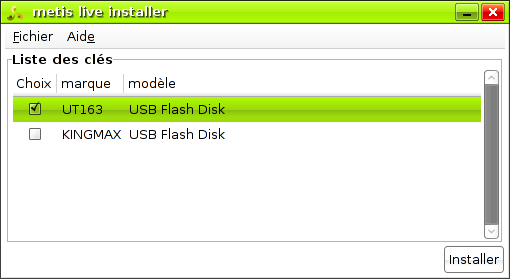 metis live installer
Fichier Aide
Liste des clés
Choix marque modèle
UT163 USB Flash Disk
KINGMAX USB Flash Disk
Installer